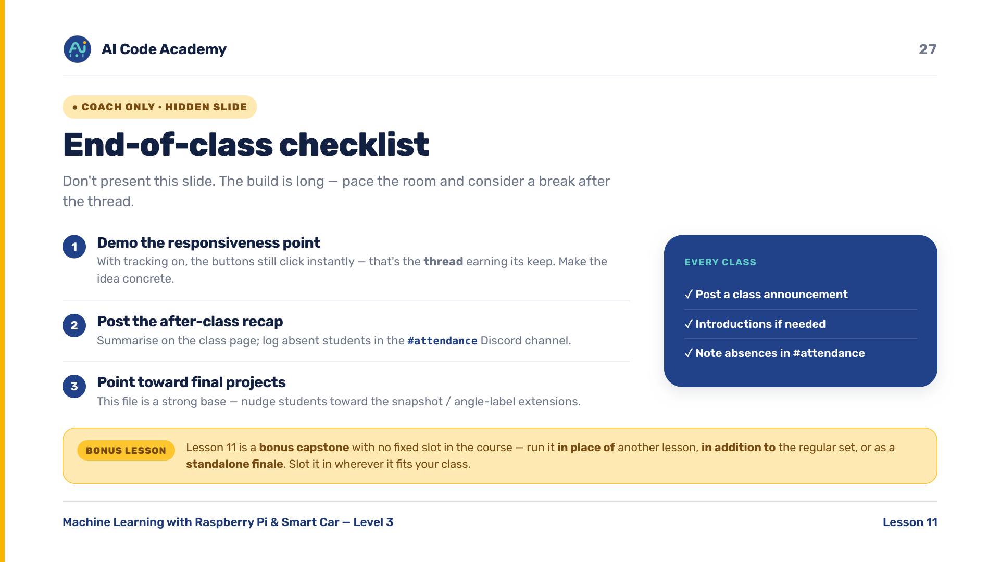 AI Code Academy
27
• COACH ONLY • HIDDEN SLIDE
End-of-class checklist
Don't present this slide. The build is long — pace the room and consider a break after
the thread.
1
Demo the responsiveness point
With tracking on, the buttons still click instantly — that's the thread earning its keep. Make the
idea concrete.
2
Post the after-class recap
Summarise on the class page; log absent students in the #attendance Discord channel.
3
Point toward final projects
This file is a strong base — nudge students toward the snapshot / angle-label extensions.
EVERY CLASS
✓ Post a class announcement
✓ Introductions if needed
✓ Note absences in #attendance
BONUS LESSON
Lesson 11 is a bonus capstone with no fixed slot in the course — run it in place of another lesson, in addition to the regular set, or as a
standalone finale. Slot it in wherever it fits your class.
Machine Learning with Raspberry Pi & Smart Car — Level 3
Lesson 11